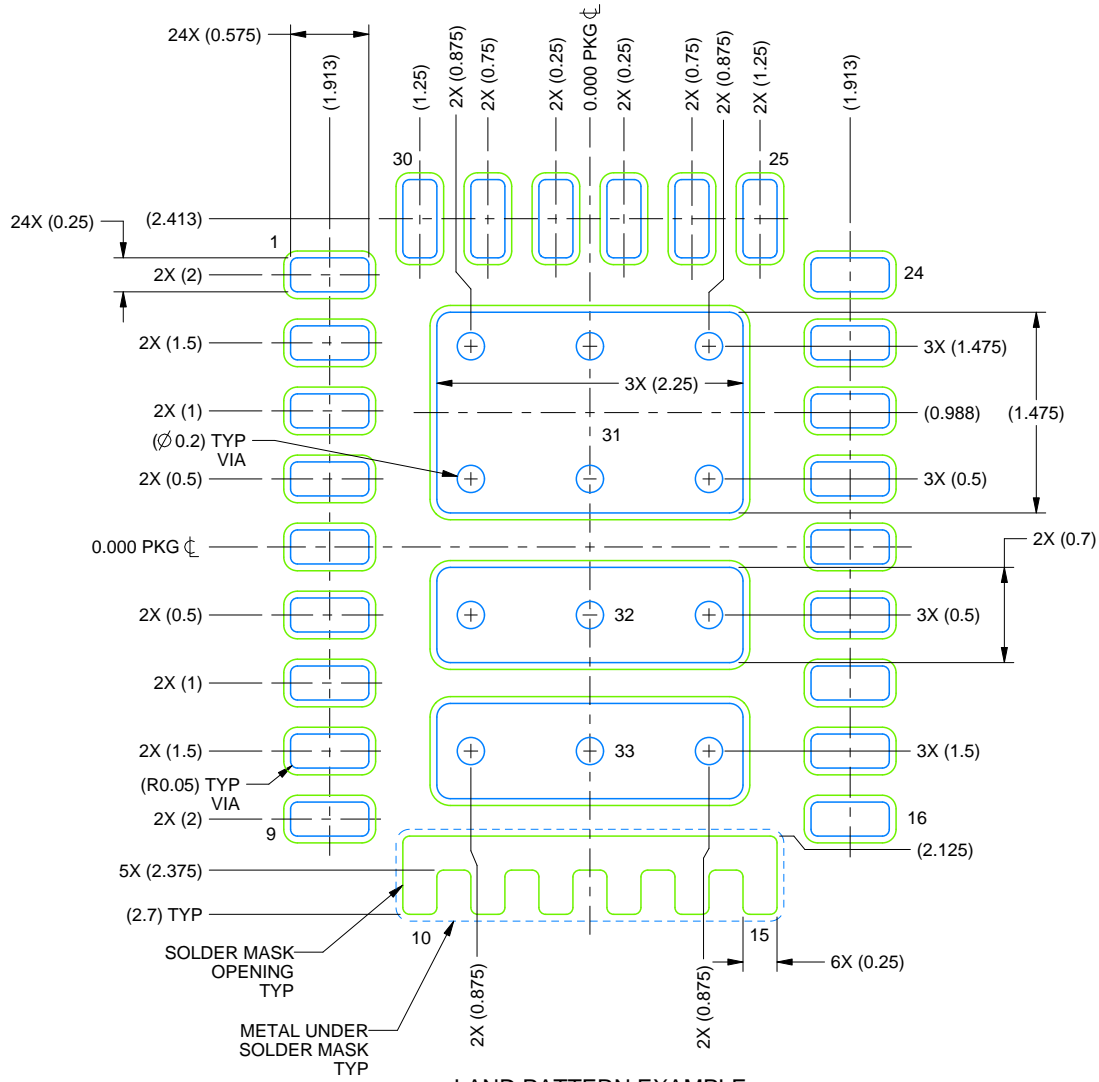 24X (0.575)
(1.913)
(1.25)
2X (0.875)
2X (0.75)
2X (0.25)
0.000 PKG ℄
2X (0.25)
2X (0.75)
2X (0.875)
2X (1.25)
(1.913)
30
25
24X (0.25)
(2.413)
1
2X (2)
24
2X (1.5)
3X (1.475)
3X (2.25)
2X (1)
(0.988)
(1.475)
(Ø 0.2) TYP
VIA
31
2X (0.5)
3X (0.5)
0.000 PKG ℄
2X (0.7)
2X (0.5)
32
3X (0.5)
2X (1)
2X (1.5)
33
3X (1.5)
(R0.05) TYP
VIA
2X (2)
9
16
(2.125)
5X (2.375)
(2.7) TYP
10
15
SOLDER MASK
OPENING
TYP
6X (0.25)
2X (0.875)
2X (0.875)
METAL UNDER
SOLDER MASK
TYP
LAND PATTERN EXAMPLE